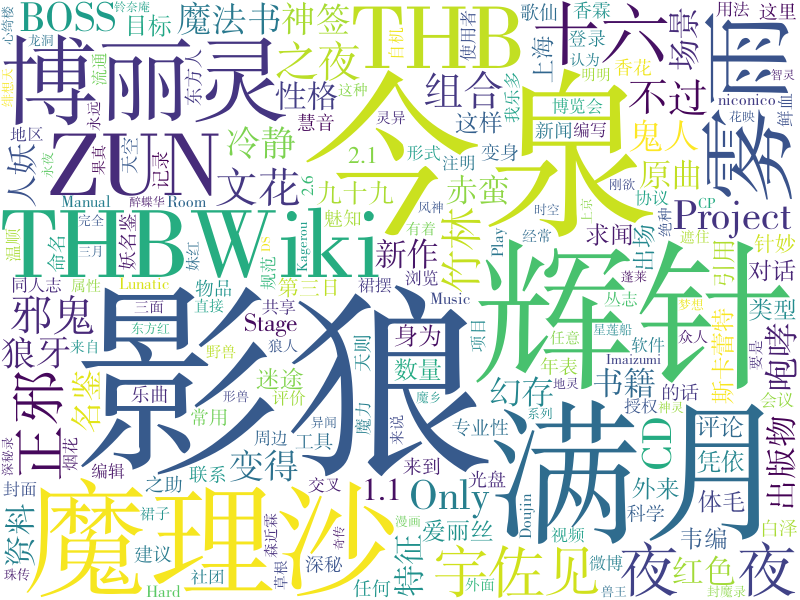 BOSS
魔法书
神签
THB
十六
场景
雾雨
心绮楼
铃奈庵
目标
之夜
歌仙
香霖
用法
这里
龙洞
博丽灵
东方人
自机
使用者
上海
登录
认为
明明
香花
智灵
绯想天
流通
性格
组合
不过
博览会
niconico
鲜血
地区
永远
这种
灵异
这样
我乐多
新闻
编写
花映
人妖
ZUN
冷静
慧音
鬼人
今泉
果真
天空
2.1
形式
注明
变身
永夜
记录
文花
九十九
赤蛮
原曲
协议
刚欲
时空
CP
Manual
完全
醉蝶华
Room
2.6
魅知
风神
竹林
Project
上京
绝种
遮住
温顺
命名
THBWiki
三月
妹红
有着
Kagerou
经常
Play
求闻
出场
引用
针妙
妖名鉴
规范
DS
新作
浏览
蓬莱
对话
同人志
属性
Lunatic
物品
第三日
裙摆
Music
丛志
类型
邪鬼
共享
身为
辉针
梦想
直接
三面
Stage
项目
星莲船
众人
狼牙
来自
东方红
野兽
狼人
天则
数量
任意
Imaizumi
要是
斯卡蕾特
咆哮
正邪
名鉴
影狼
迷途
评价
年表
软件
地灵
书籍
的话
会议
乐曲
形兽
魔力
魔乡
幻存
授权
神灵
深秘录
烟花
常用
异闻
来说
系列
满月
CD
评论
出版物
编辑
周边
工具
专业性
凭依
封面
之助
联系
变得
交叉
来到
光盘
外来
体毛
资料
魔理沙
1.1
Only
科学
白泽
裙子
森近霖
漫画
Doujin
视频
韦编
爱丽丝
微博
珠传
建议
草根
深秘
奇传
特征
宇佐见
夜夜
红色
Hard
社团
任何
外面
兽王
封魔录